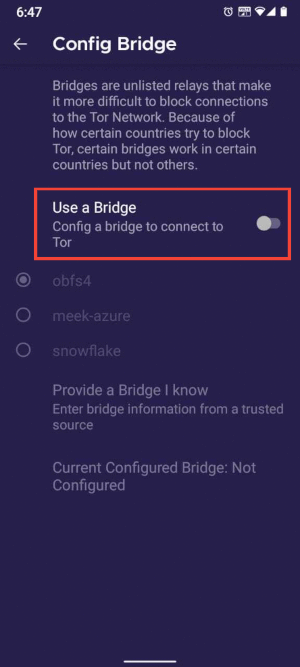 6:47
Config Bridge
Bridges are unlisted relays that make
it more difficult to block connections
to the Tor Network. Because of
how certain countries try to block
Tor, certain bridges work in certain
countries but not others.
Use a Bridge
Config a bridge to connect to
Tor
obfs4
meek-azure
snowflake
Provide a Bridge I know
Enter bridge information from a trusted
source
Current Configured Bridge: Not
Configured